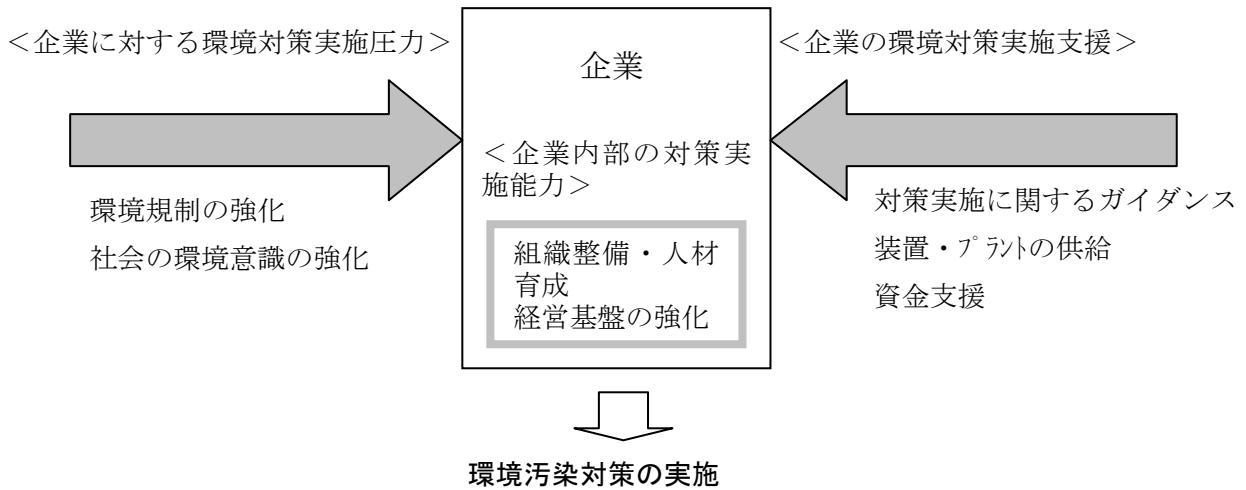 ＜企業に対する環境対策実施圧力＞
環境規制の強化
社会の環境意識の強化
企業
＜企業内部の対策実
施能力＞
組織整備・人材
育成
経営基盤の強化
＜企業の環境対策実施支援＞
対策実施に関するガイダンス
装置・ﾌﾟﾗﾝﾄの供給
資金支援
環境汚染対策の実施